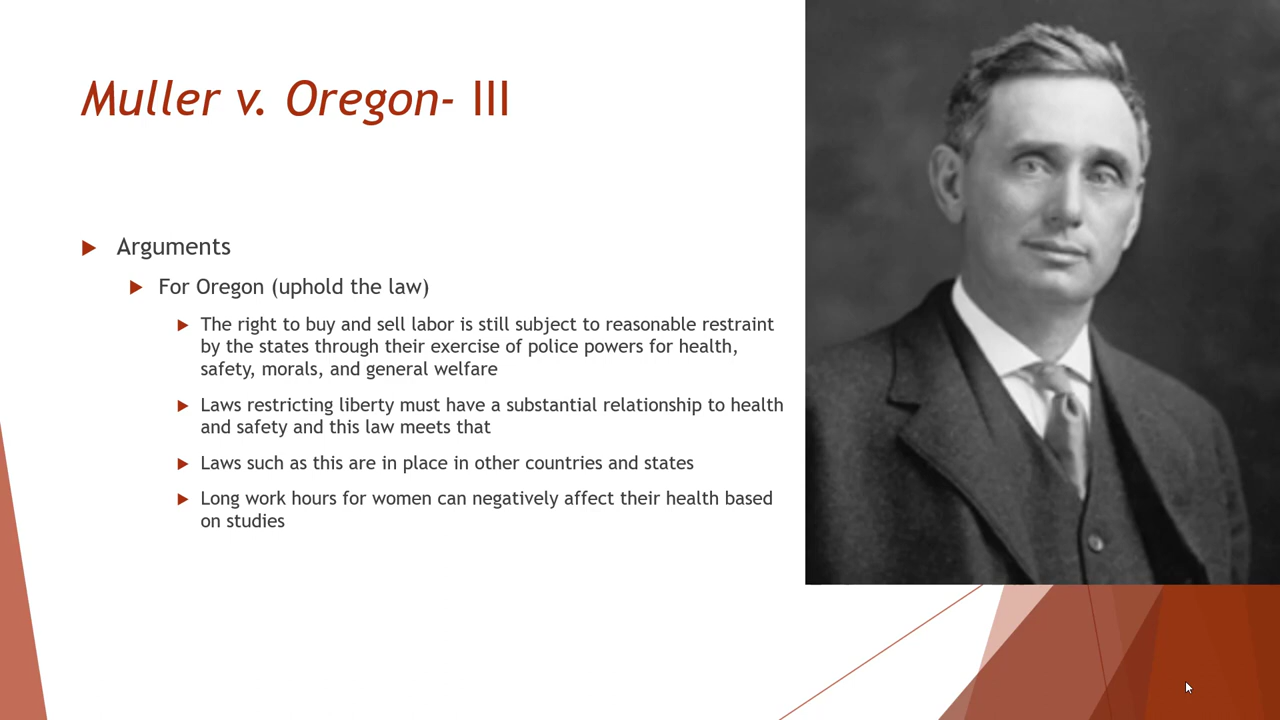 Muller v. Oregon- III
Arguments
For Oregon (uphold the law)
The right to buy and sell labor is still subject to reasonable restraint
by the states through their exercise of police powers for health,
safety, morals, and general welfare
Laws restricting liberty must have a substantial relationship to health
and safety and this law meets that
Laws such as this are in place in other countries and states
Long work hours for women can negatively affect their health based
on studies